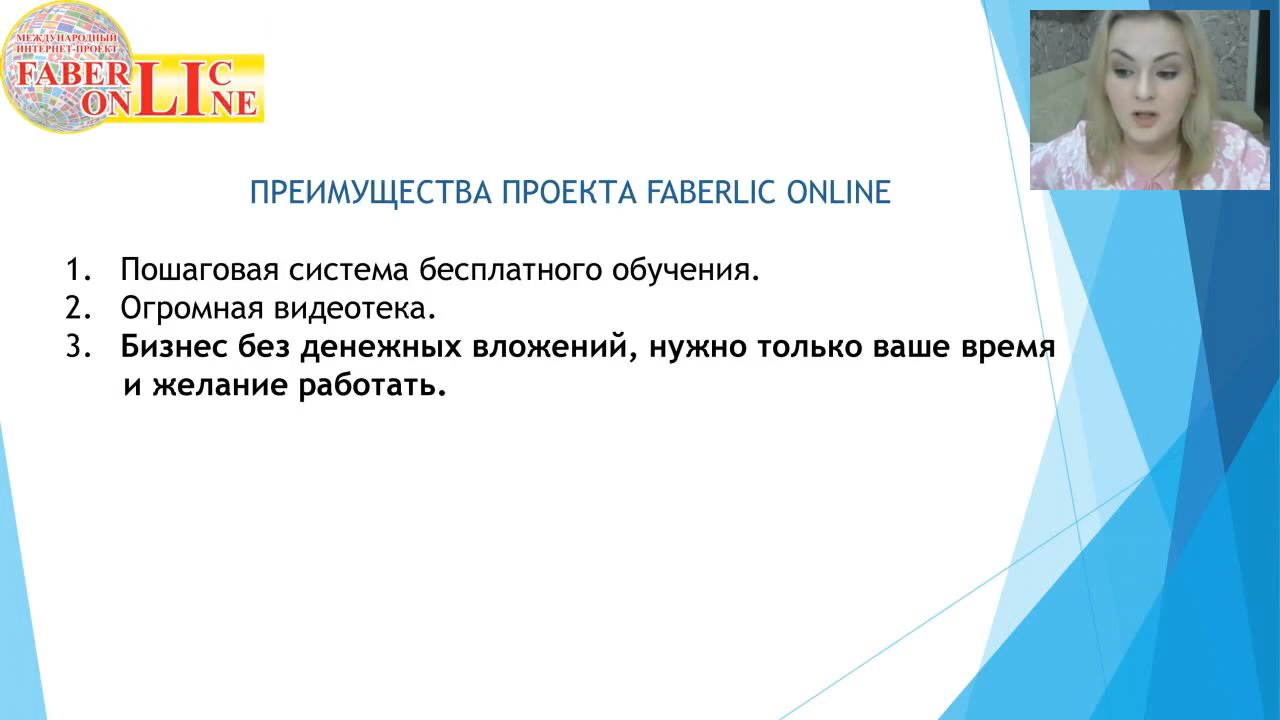 МЕЖДУНАРОДНЫЙ
ИНТЕРНЕТ-ПРОЕКТ
FABERLIC
ONLINE
ПРЕИМУЩЕСТВА ПРОЕКТА FABERLIC ONLINE
1. Пошаговая система бесплатного обучения.
2. Огромная видеотека.
3. Бизнес без денежных вложений, нужно только ваше время
и желание работать.